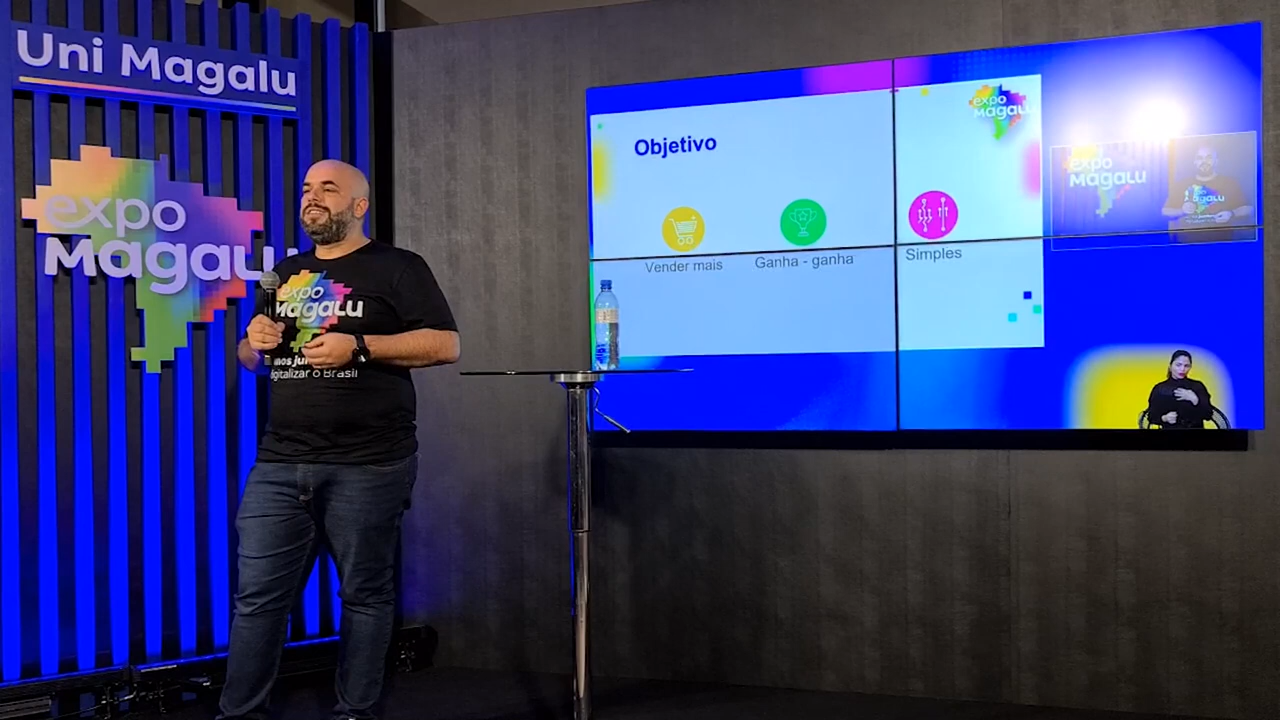 Uni Magalu
expo
Magalu
expo
Magalu
digitalizar o Brasil
Objetivo
Vender mais
Ganha - ganha
Simples
expo
Magalu
expo
Magalu